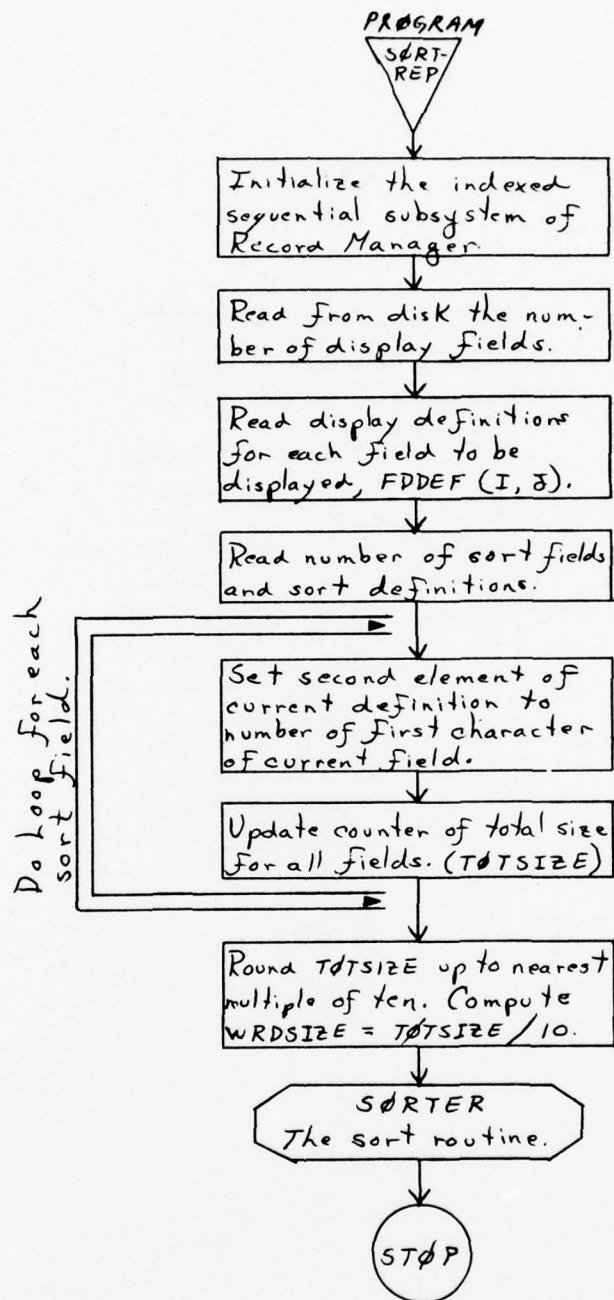 PRØGRAM
SØRT-
REP
Initialize the indexed
sequential subsystem of
Record Manager.
Read from disk the num-
ber of display fields.
Read display definitions
for each field to be
displayed, FDDEF (I, J).
Read number of sort fields
and sort definitions.
Do Loop for each
sort field.
Set second element of
current definition to
number of first character
of current field.
Update counter of total size
for all fields. (TØTSIZE)
Round TØTSIZE up to nearest
multiple of ten. Compute
WRDSIZE = TØTSIZE / 10.
SØRTER
The sort routine.
STØP